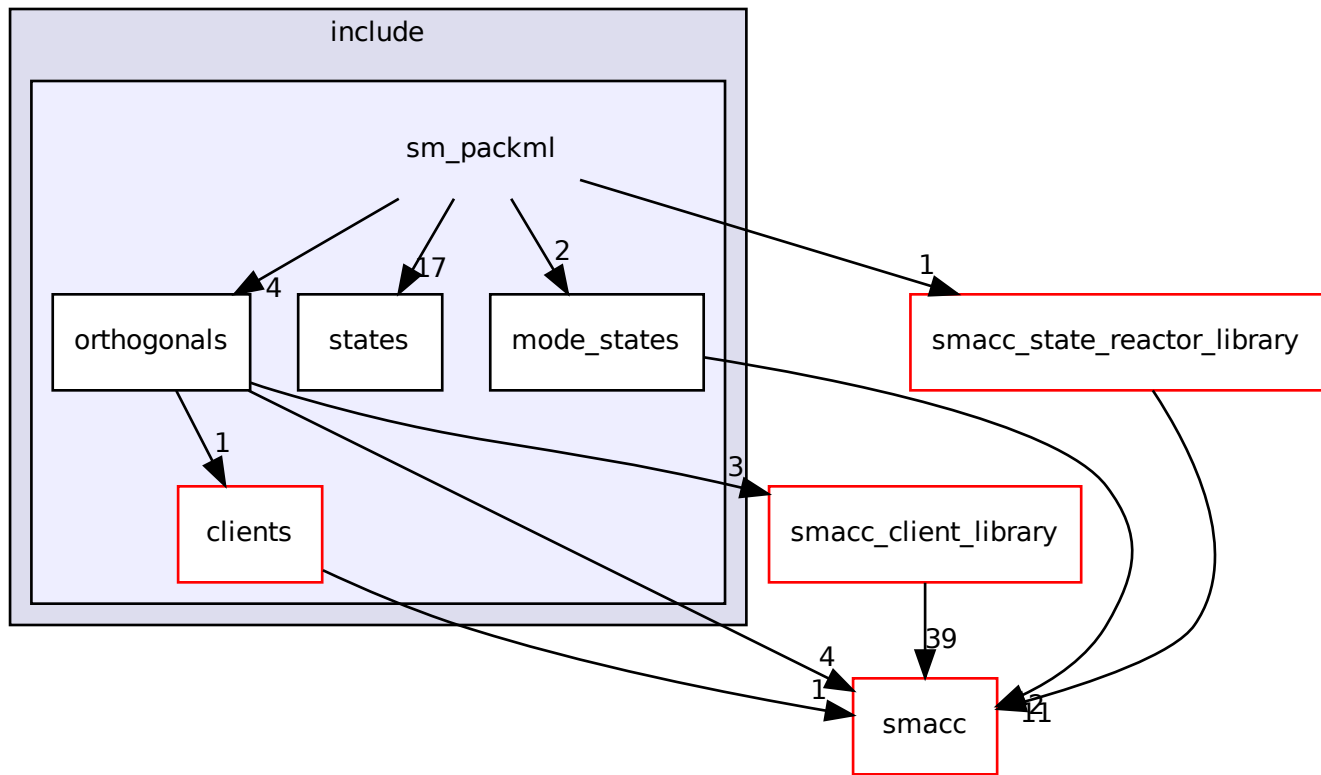 include
sm_packml
1
2
17
4
orthogonals
states
mode_states
smacc_state_reactor_library
1
3
clients
smacc_client_library
39
4
1
2
11
smacc